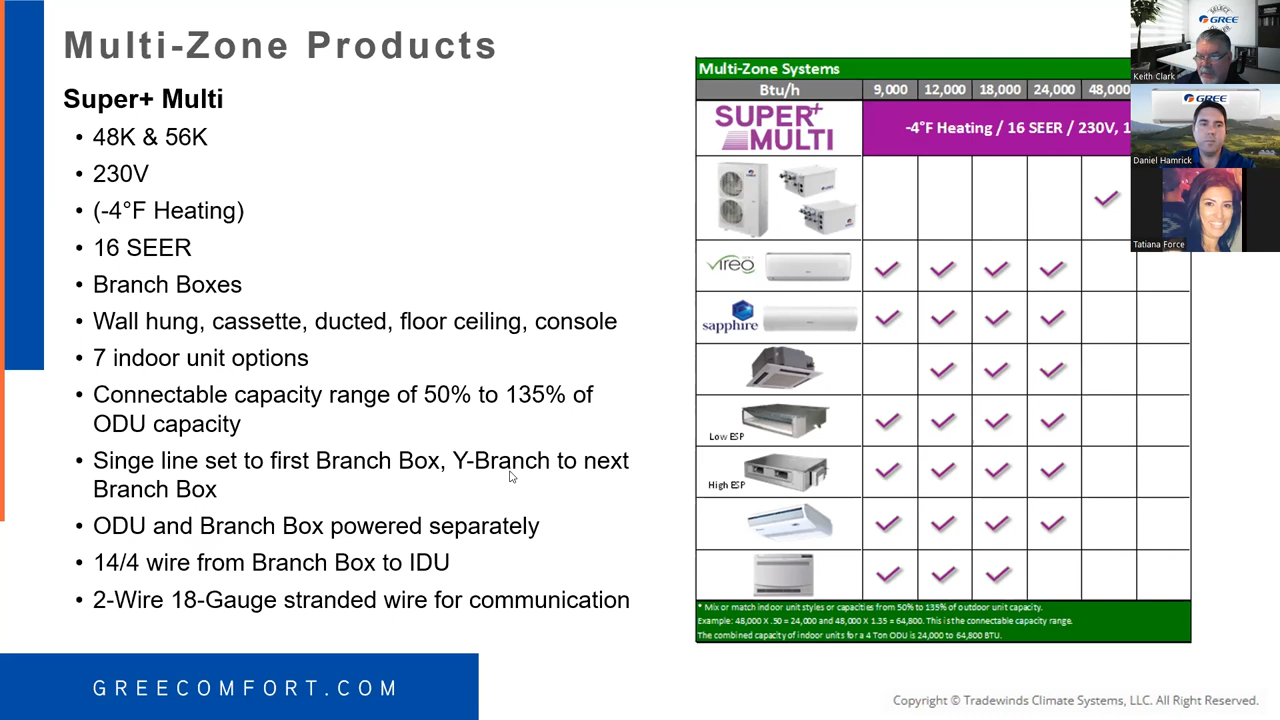 Multi-Zone Products
Super+ Multi
• 48K & 56K
• 230V
• (-4°F Heating)
• 16 SEER
• Branch Boxes
• Wall hung, cassette, ducted, floor ceiling, console
• 7 indoor unit options
• Connectable capacity range of 50% to 135% of
ODU capacity
• Singe line set to first Branch Box, Y-Branch to next
Branch Box
• ODU and Branch Box powered separately
• 14/4 wire from Branch Box to IDU
• 2-Wire 18-Gauge stranded wire for communication
GREECOMFORT.COM
Multi-Zone Systems
Btu/h 9,000 12,000 18,000 24,000 48,000
SUPER+
MULTI
-4°F Heating / 16 SEER / 230V, 1
vireo
sapphire
Low ESP
High ESP
* Mix or match indoor unit styles or capacities from 50% to 135% of outdoor unit capacity.
Example: 48,000 X .50 = 24,000 and 48,000 X 1.35 = 64,800. This is the connectable capacity range.
The combined capacity of indoor units for a 4 Ton ODU is 24,000 to 64,800 BTU.
Copyright © Tradewinds Climate Systems, LLC. All Right Reserved.
SELECT
GREE
Keith Clark
GREE
Daniel Hamrick
Tatiana Force